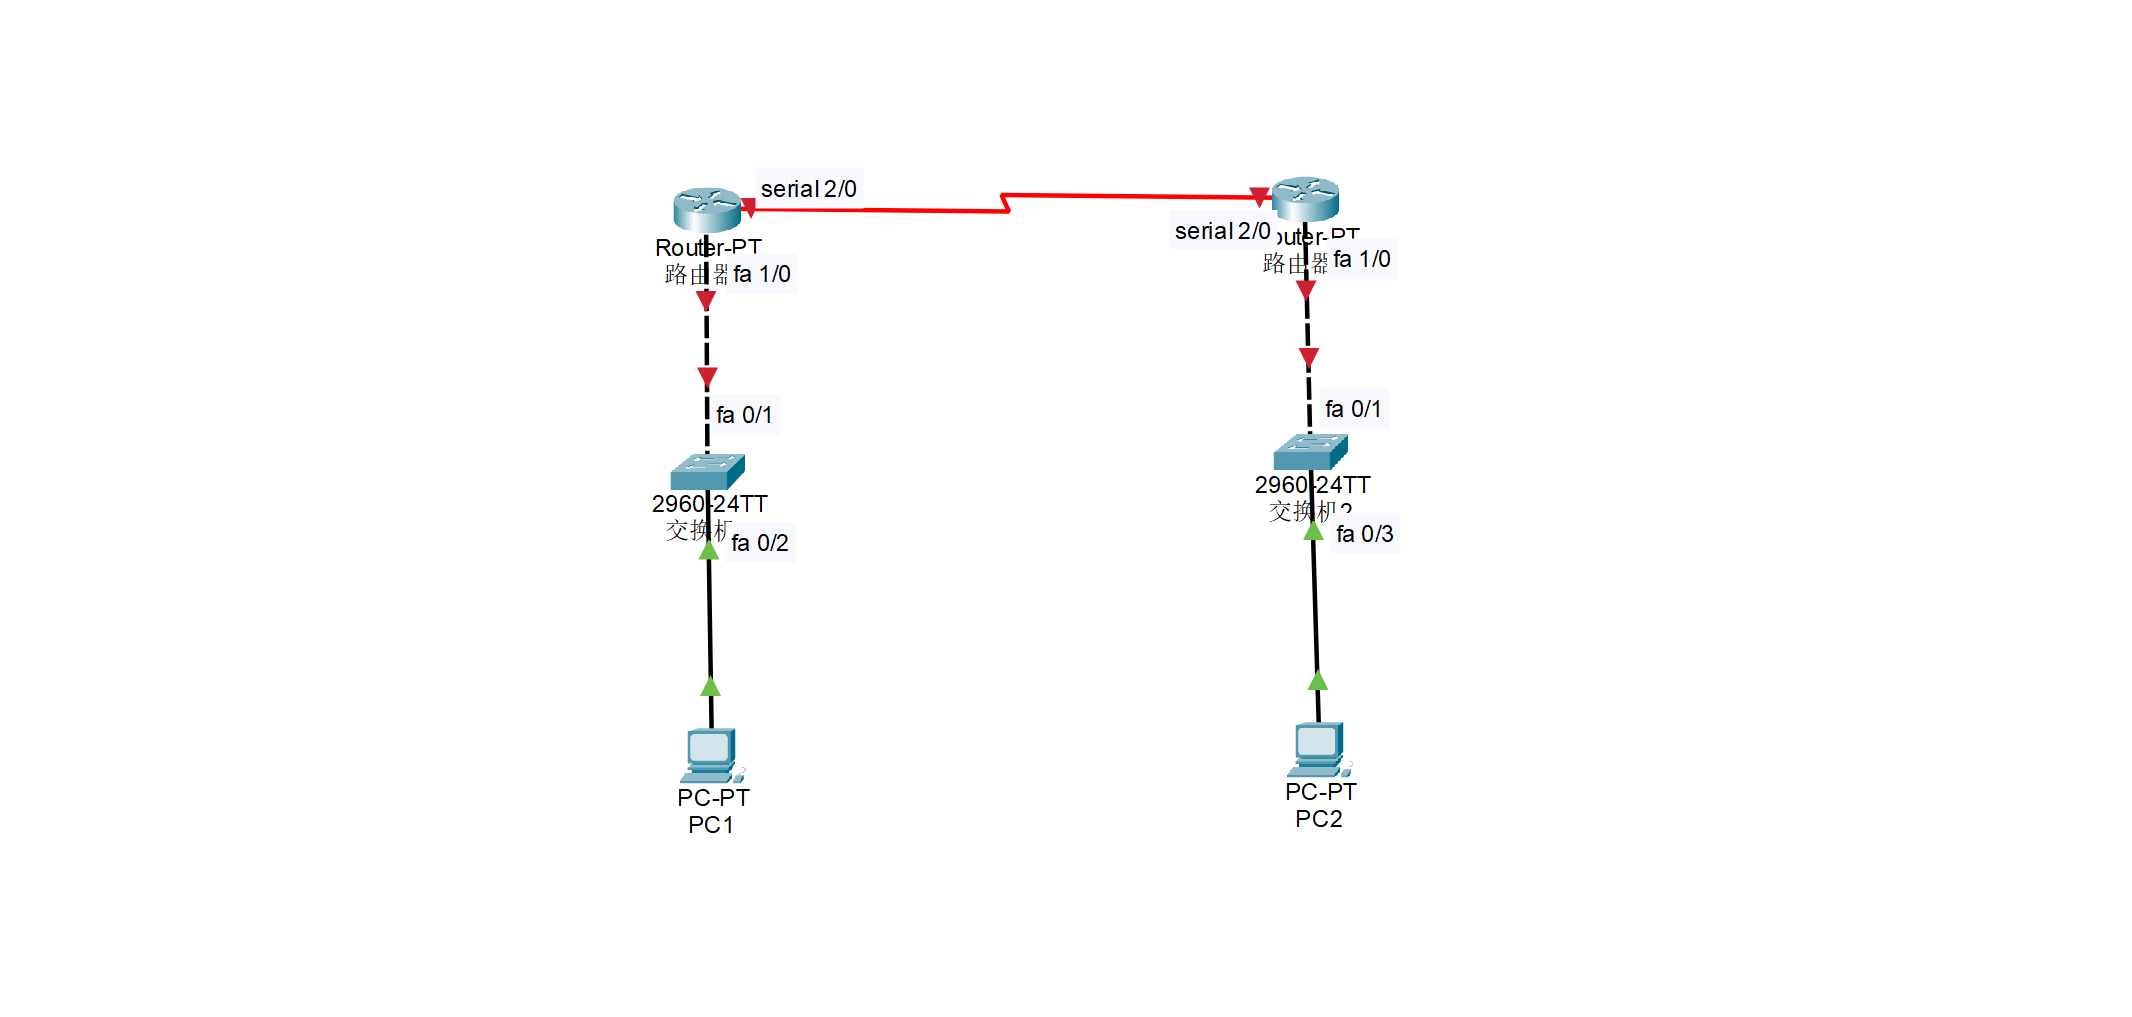 serial 2/0
Router-PT
路由器
fa 1/0
fa 0/1
2960-24TT
交换机
fa 0/2
PC-PT
PC1
serial 2/0
outer-PT
路由器
fa 1/0
fa 0/1
2960-24TT
交换机2
fa 0/3
PC-PT
PC2